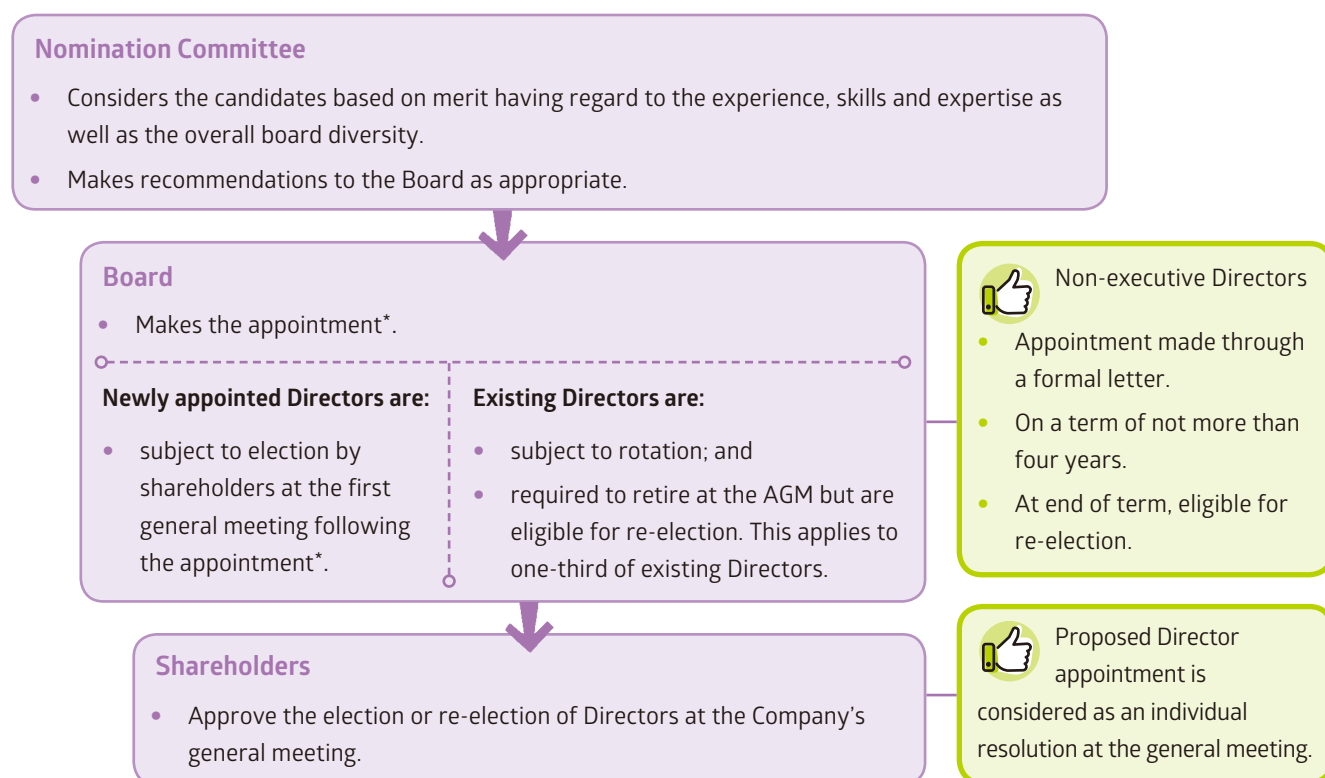 Nomination Committee
• Considers the candidates based on merit having regard to the experience, skills and expertise as
well as the overall board diversity.
• Makes recommendations to the Board as appropriate.
Board
• Makes the appointment*.
Newly appointed Directors are:
• subject to election by
shareholders at the first
general meeting following
the appointment*.
Existing Directors are:
• subject to rotation; and
• required to retire at the AGM but are
eligible for re-election. This applies to
one-third of existing Directors.
Non-executive Directors
• Appointment made through
a formal letter.
• On a term of not more than
four years.
• At end of term, eligible for
re-election.
Shareholders
• Approve the election or re-election of Directors at the Company’s
general meeting.
Proposed Director
appointment is
considered as an individual
resolution at the general meeting.